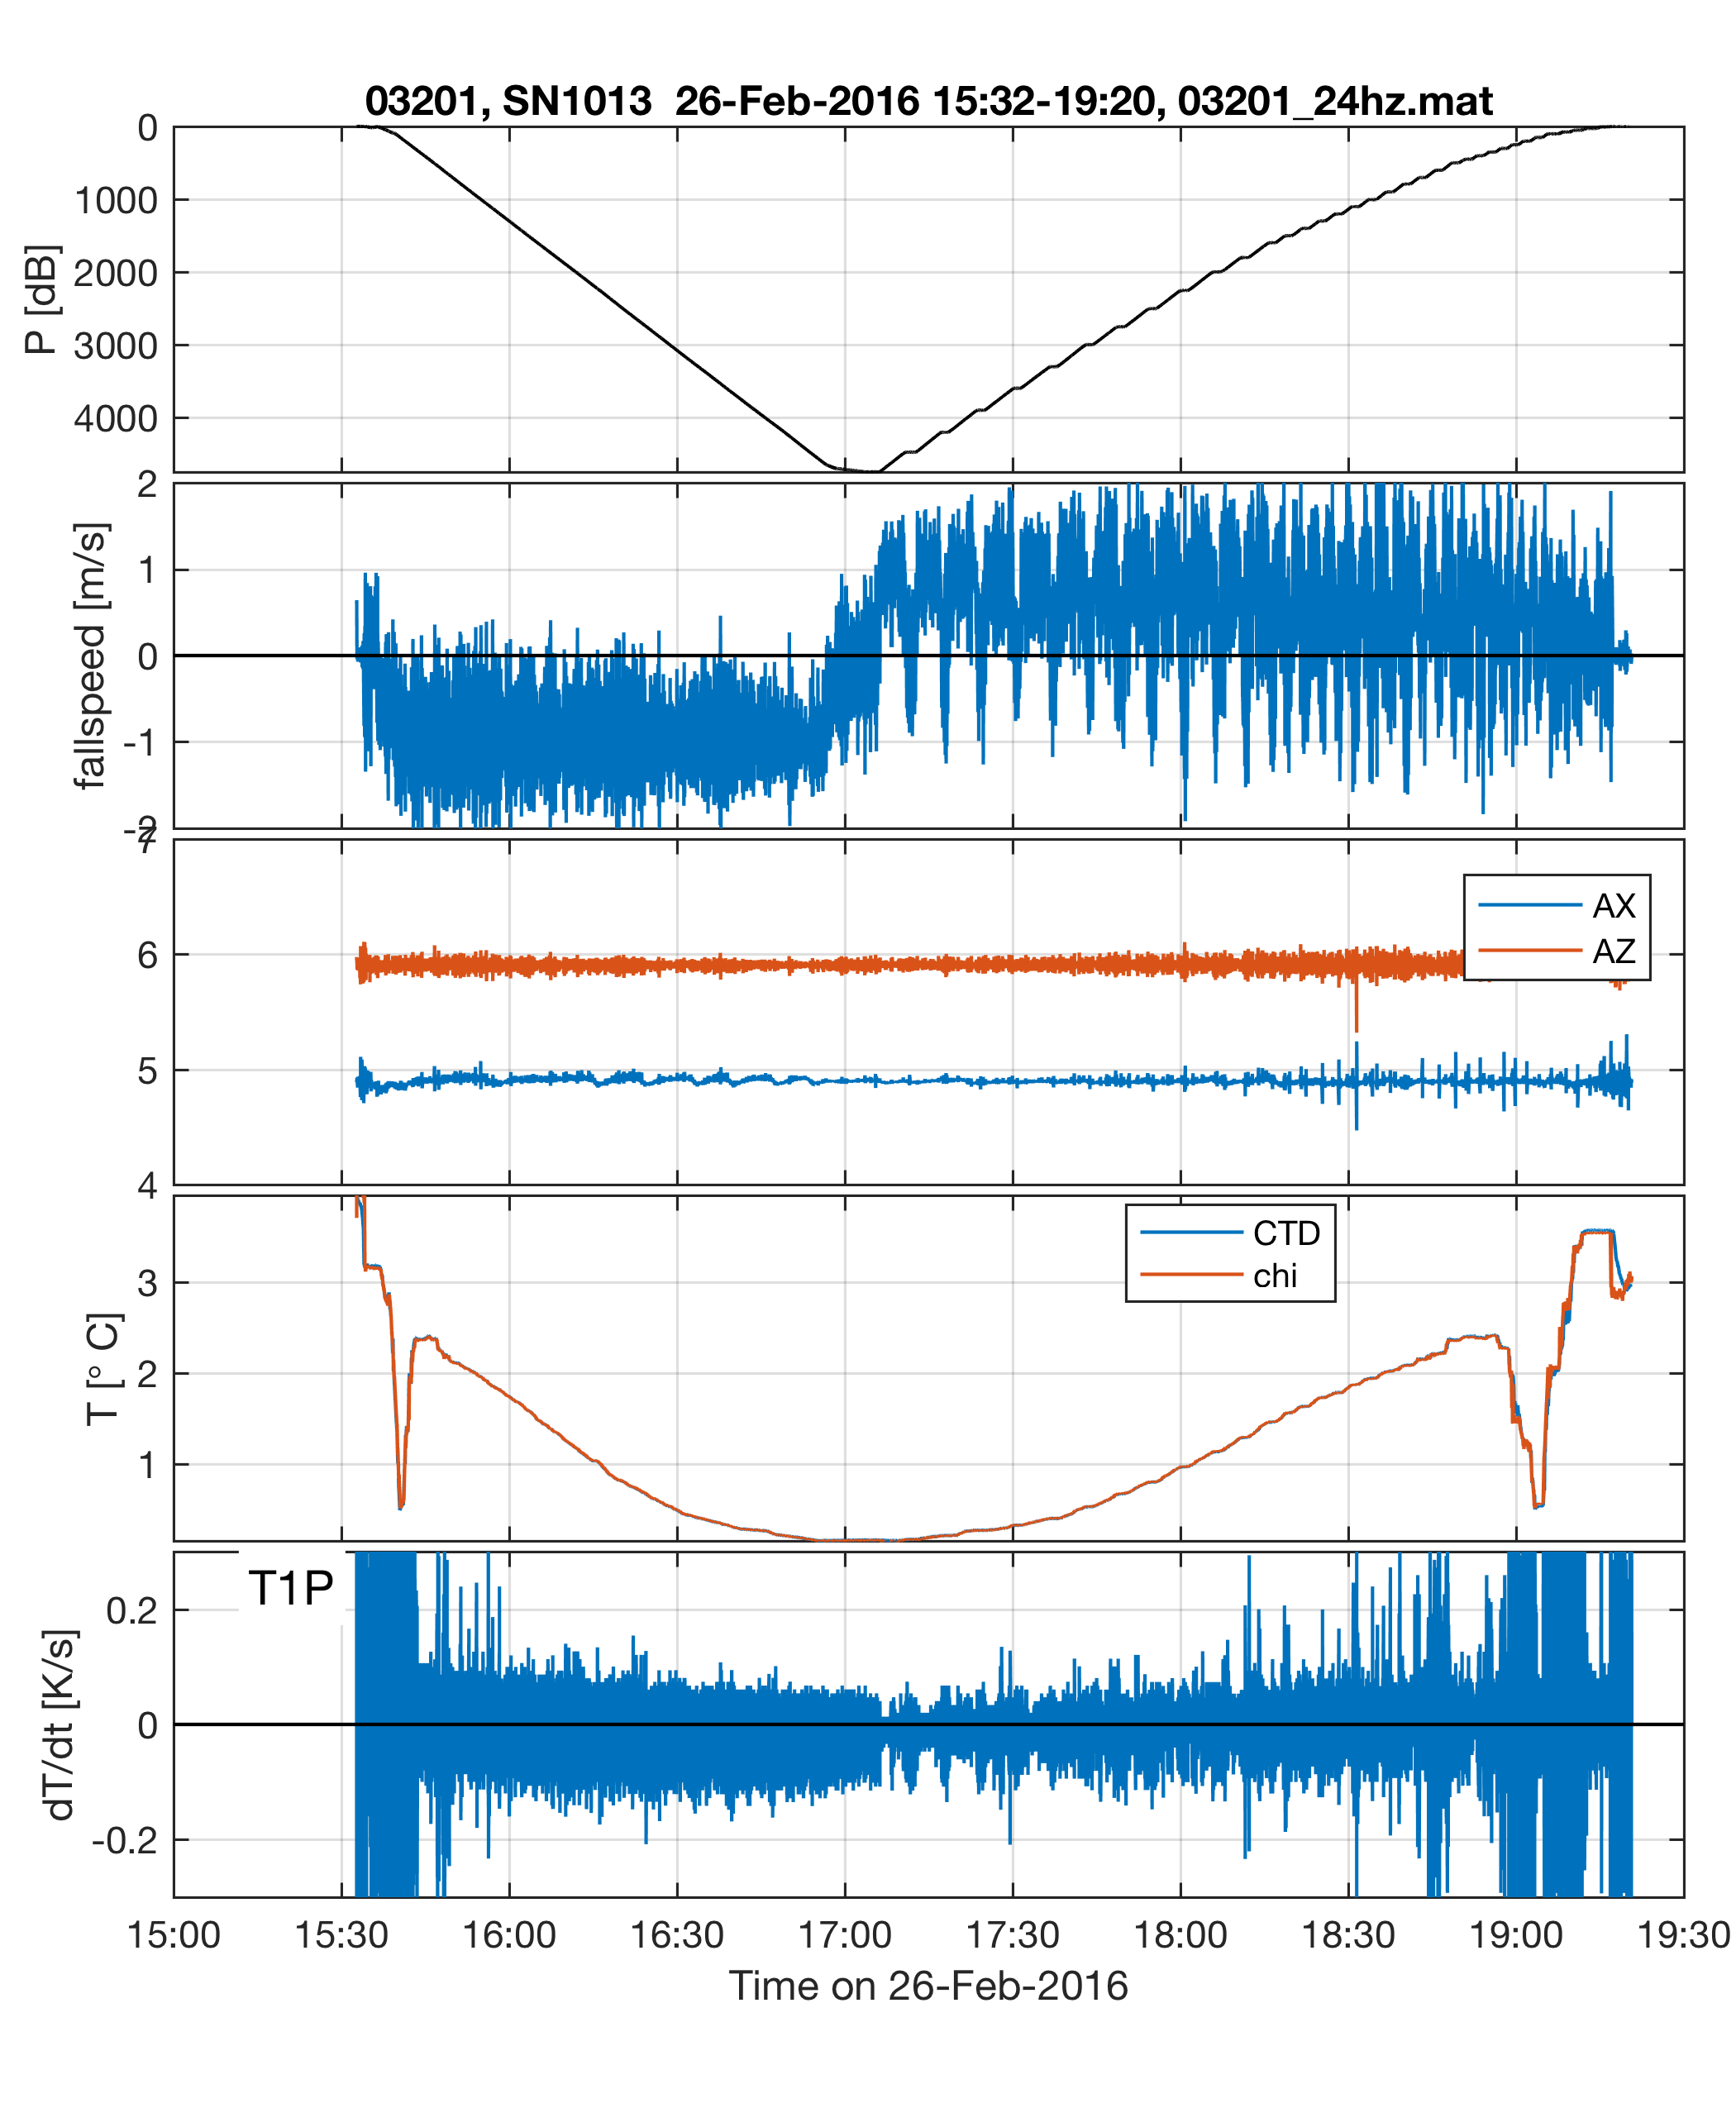 03201, SN1013  26-Feb-2016 15:32-19:20, 03201_24hz.mat
0
1000
2000
3000
4000
P [dB]
2
1
0
-1
-2
fallspeed [m/s]
7
6
5
4
AX
AZ
3
2
1
T [° C]
CTD
chi
T1P
0.2
0
-0.2
dT/dt [K/s]
15:00 15:30 16:00 16:30 17:00 17:30 18:00 18:30 19:00 19:30
Time on 26-Feb-2016